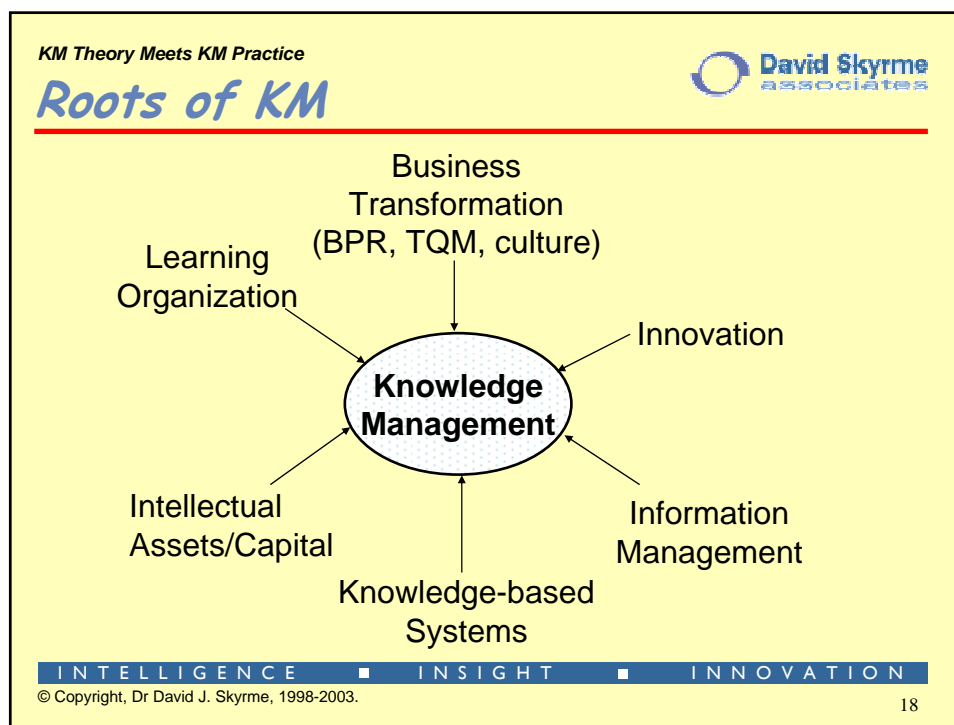 KM Theory Meets KM Practice
David Skyrme
associates
Roots of KM
Business
Transformation
(BPR, TQM, culture)
Learning
Organization
Innovation
Knowledge
Management
Intellectual
Assets/Capital
Information
Management
Knowledge-based
Systems
INTELLIGENCE ■ INSIGHT ■ INNOVATION
© Copyright, Dr David J. Skyrme, 1998-2003.
18